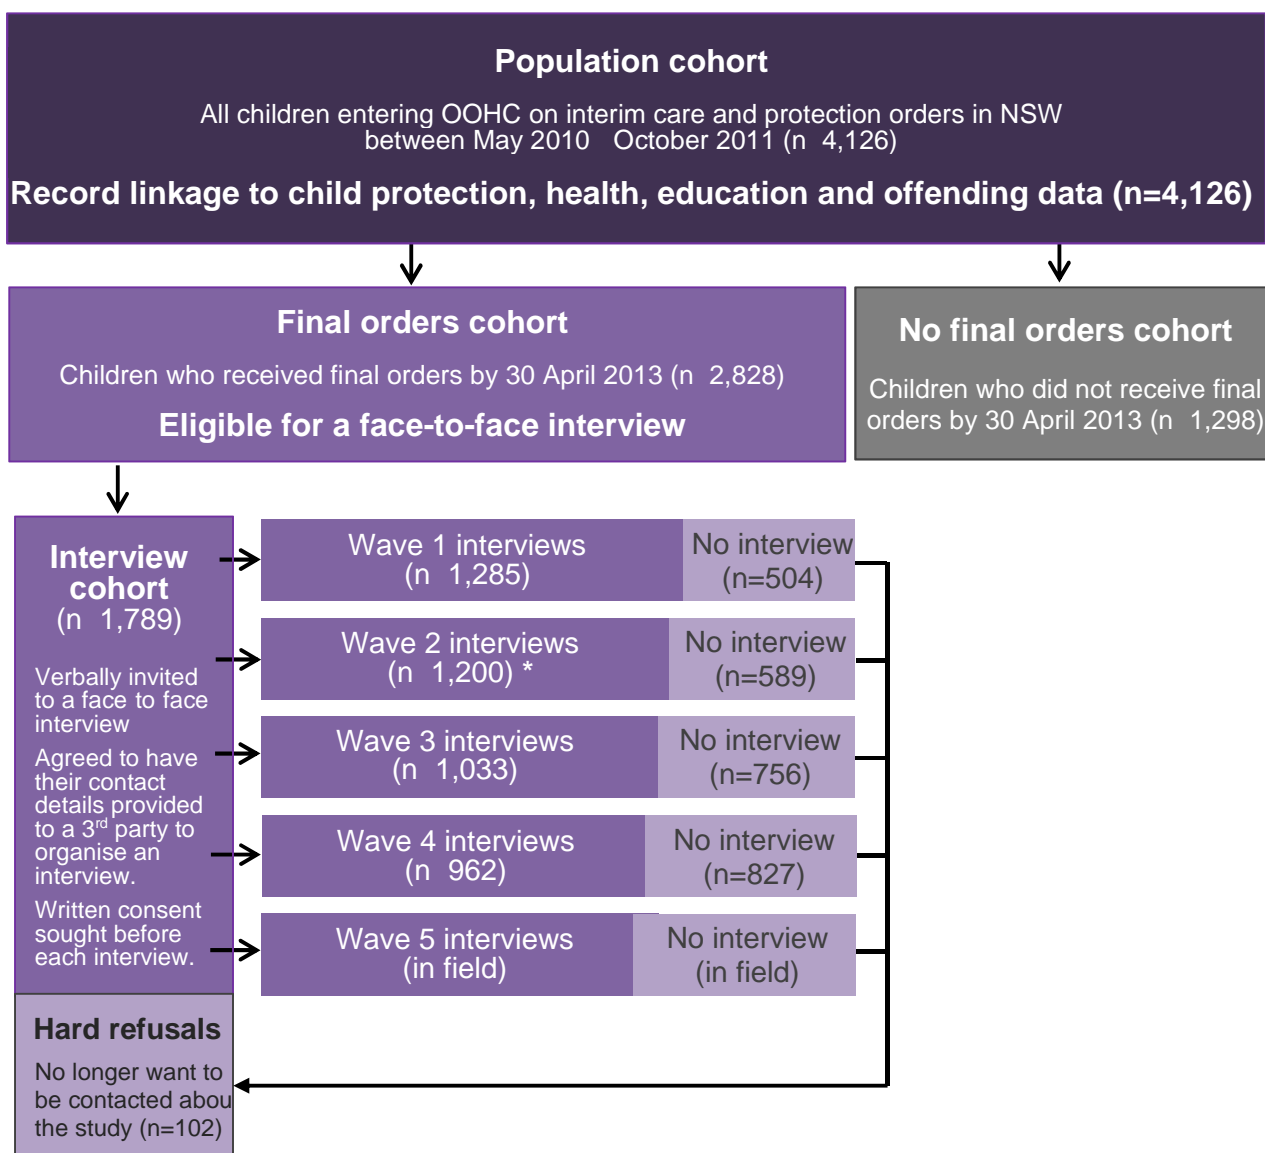 Population cohort
All children entering OOHC on interim care and protection orders in NSW
between May 2010 October 2011 (n 4,126)
Record linkage to child protection, health, education and offending data (n=4,126)
Final orders cohort
Children who received final orders by 30 April 2013 (n 2,828)
Eligible for a face-to-face interview
No final orders cohort
Children who did not receive final
orders by 30 April 2013 (n 1,298)
Interview
cohort
(n 1,789)
Verbally invited
to a face to face
interview
Agreed to have
their contact
details provided
to a 3rd party to
organise an
interview.
Written consent
sought before
each interview.
Wave 1 interviews
(n 1,285)
No interview
(n=504)
Wave 2 interviews
(n 1,200) *
No interview
(n=589)
Wave 3 interviews
(n 1,033)
No interview
(n=756)
Wave 4 interviews
(n 962)
No interview
(n=827)
Wave 5 interviews
(in field)
No interview
(in field)
Hard refusals
No longer want to
be contacted abou
the study (n=102)